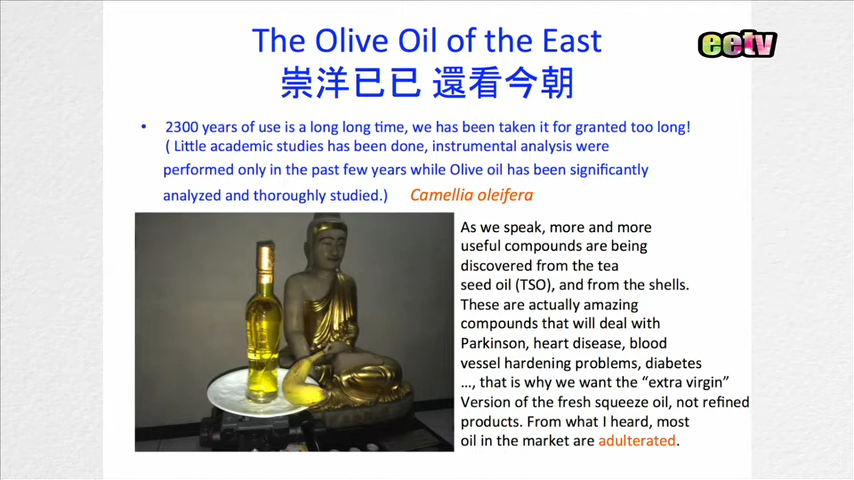 The Olive Oil of the East
eetv
崇洋已已 還看今朝
• 2300 years of use is a long long time, we has been taken it for granted too long!
( Little academic studies has been done, instrumental analysis were
performed only in the past few years while Olive oil has been significantly
analyzed and thoroughly studied.) Camellia oleifera
As we speak, more and more
useful compounds are being
discovered from the tea
seed oil (TSO), and from the shells.
These are actually amazing
compounds that will deal with
Parkinson, heart disease, blood
vessel hardening problems, diabetes
…, that is why we want the “extra virgin”
Version of the fresh squeeze oil, not refined
products. From what I heard, most
oil in the market are adulterated.